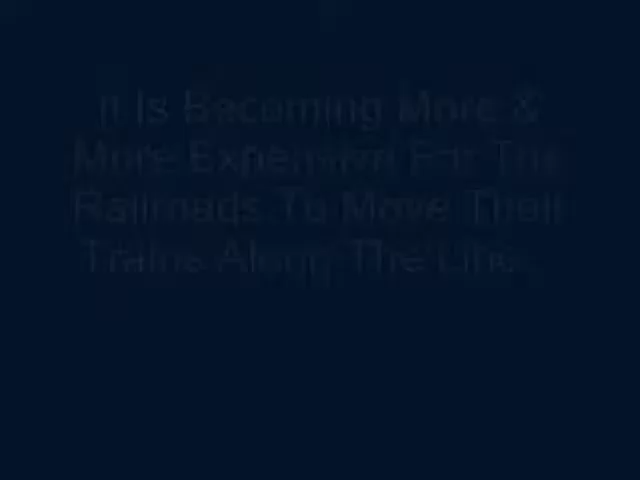 It Is Becoming More &
More Expensive For The
Railroads To Move Their
Trains Along The Line...